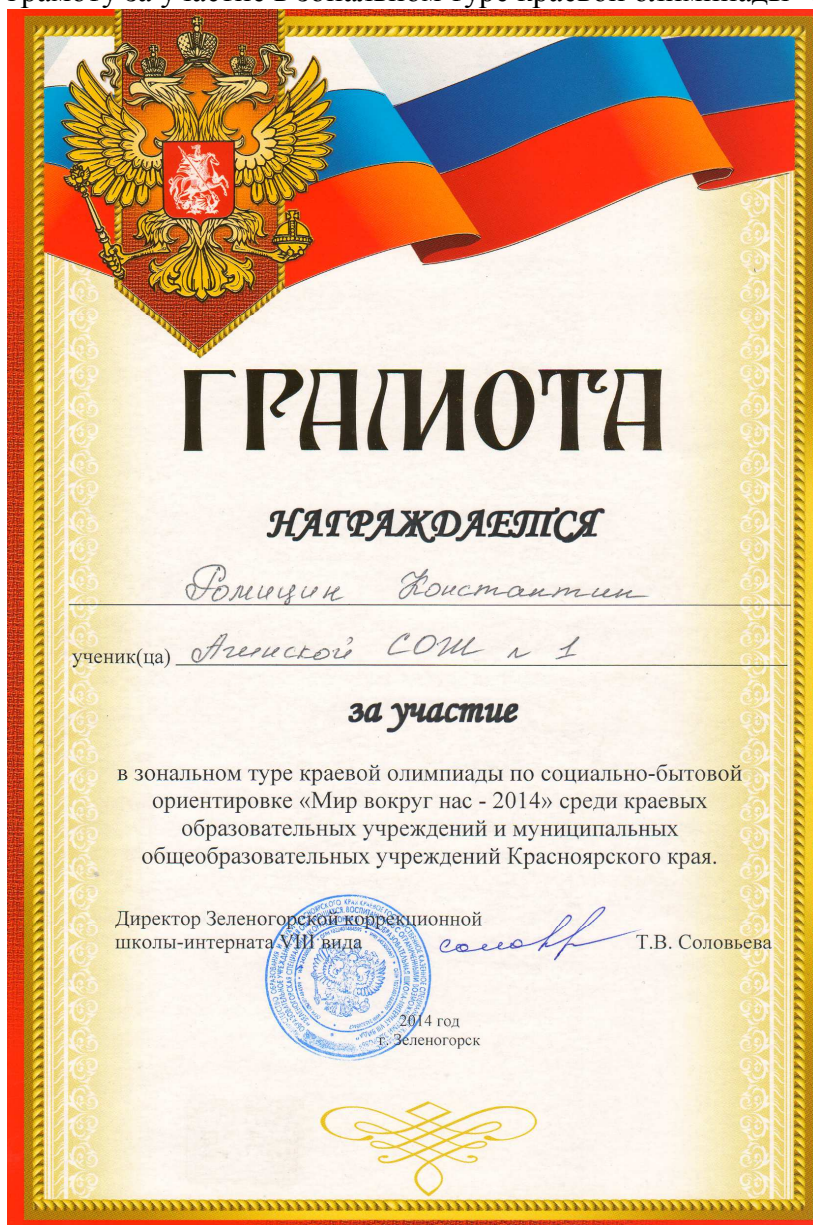 грамоту за участие в зональном туре краевой олимпиады
ГРАМОТА
НАГРАЖДАЕТСЯ
Ромицин Константин
ученик(ца) Агинской СОШ № 1
за участие
в зональном туре краевой олимпиады по социально-бытовой
ориентировке «Мир вокруг нас - 2014» среди краевых
образовательных учреждений и муниципальных
общеобразовательных учреждений Красноярского края.
Директор Зеленогорской коррекционной
школы-интерната VIII вида Т.В. Соловьева
2014 год
г. Зеленогорск